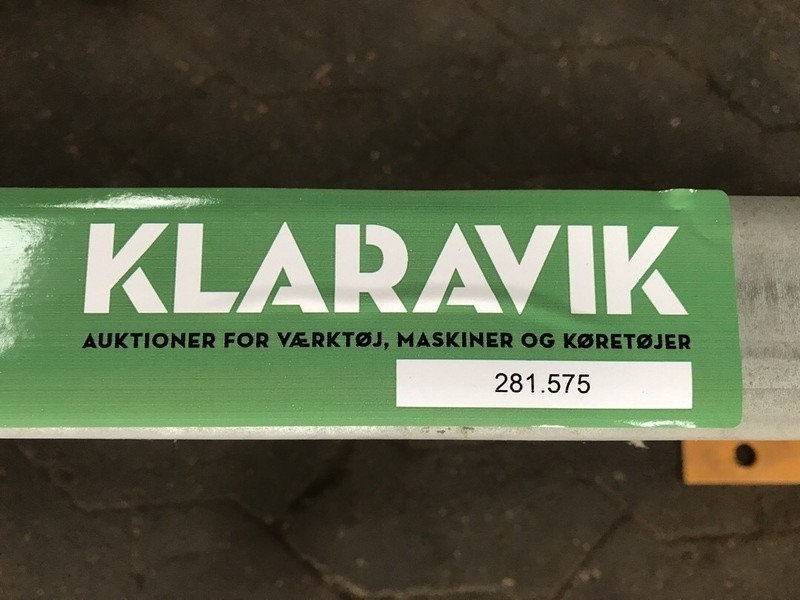 KLARAVIK
AUKTIONER FOR VÆRKTØJ, MASKINER OG KØRETØJER
281.575